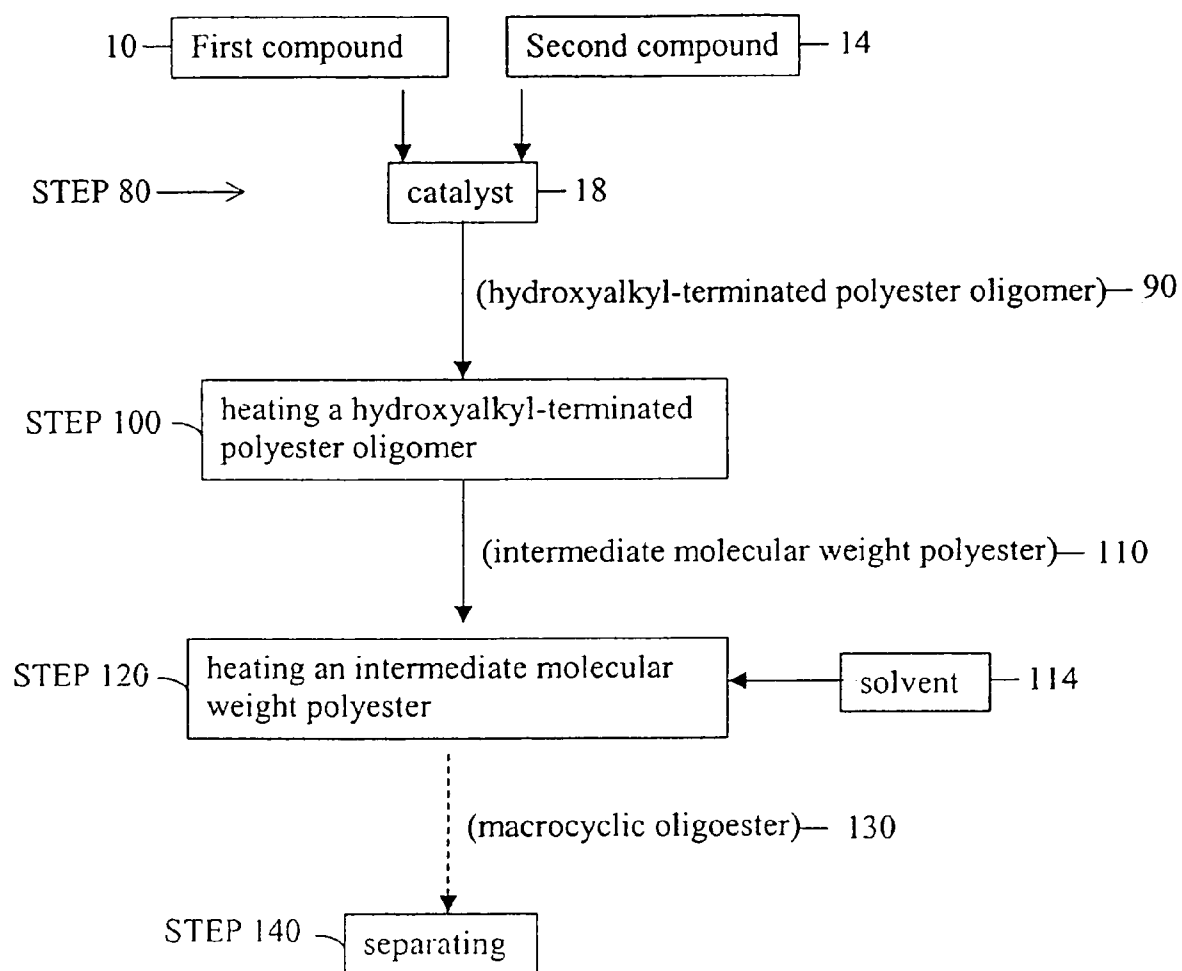 10 First compound
Second compound 14
STEP 80
catalyst 18
(hydroxyalkyl-terminated polyester oligomer) 90
STEP 100
heating a hydroxyalkyl-terminated
polyester oligomer
(intermediate molecular weight polyester) 110
STEP 120
heating an intermediate molecular
weight polyester
solvent 114
(macrocyclic oligoester) 130
STEP 140
separating